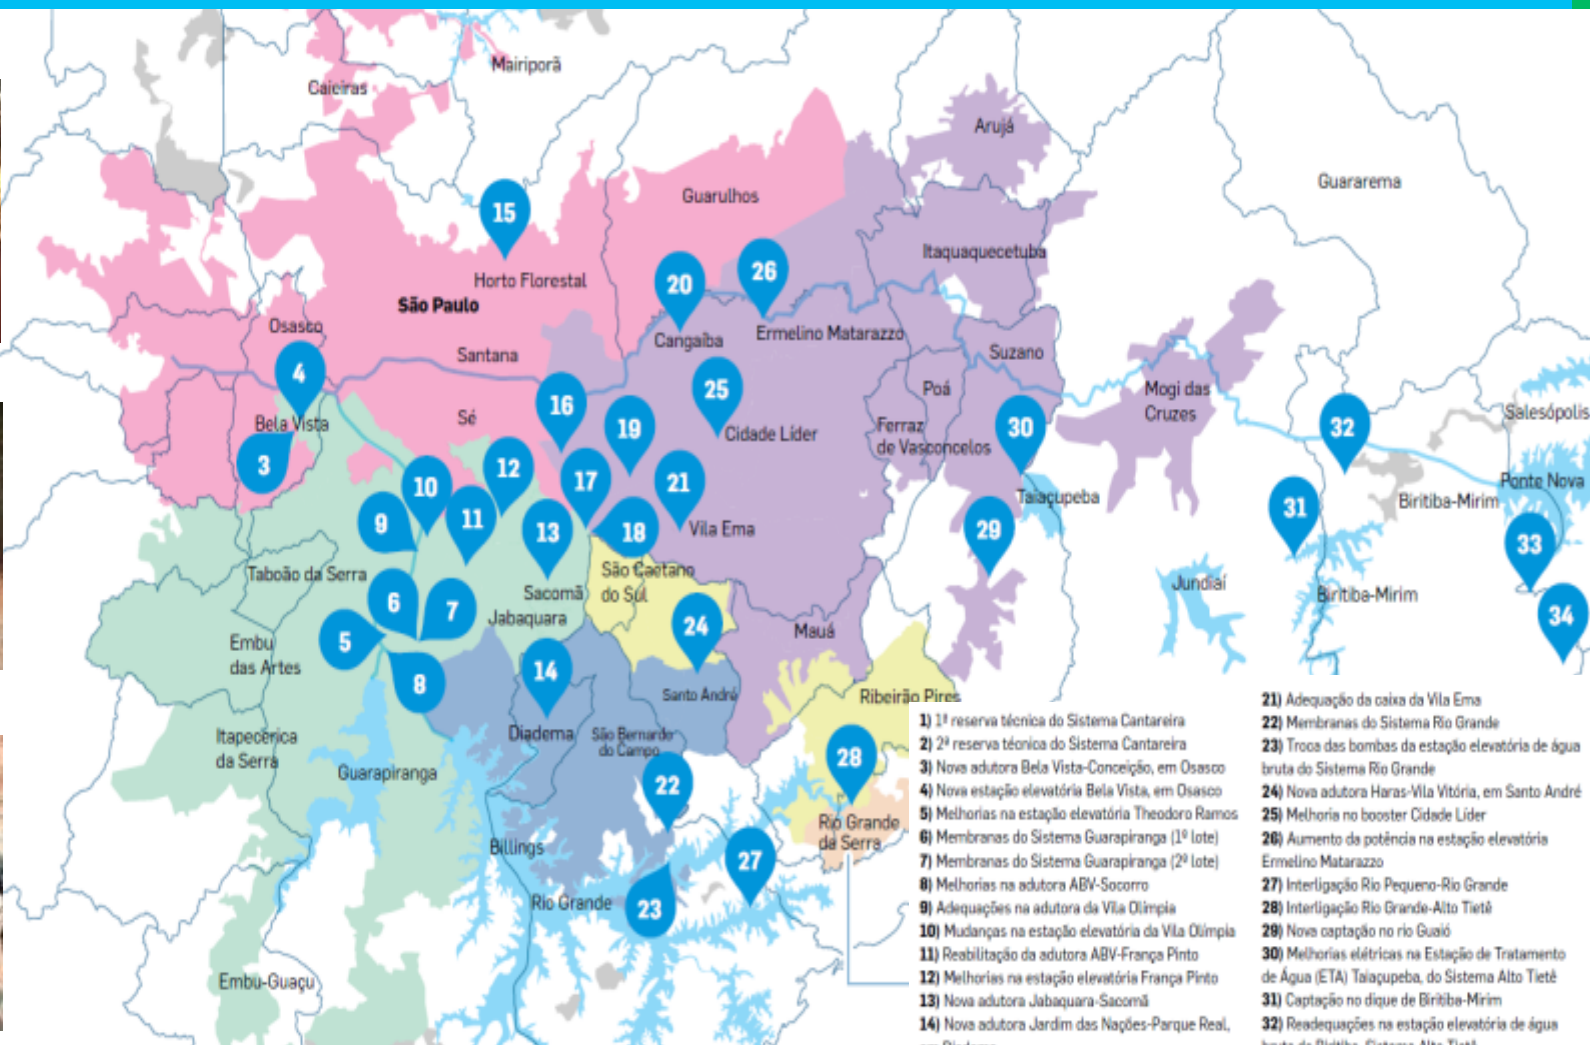 Mairiporã
Caieiras
Arujá
Guararema
Guarulhos
15
Itaquaquecetuba
Horto Florestal
20
26
São Paulo
Osasco
Cangaíba
Ermelino Matarazzo
Santana
Suzano
4
25
Poá
Mogi das
Cruzes
16
Salesópolis
Bela Vista
Sé
19
Cidade Líder
Ferraz
de Vasconcelos
30
32
3
12
10
17
21
Taiaçupeba
Ponte Nova
Biritiba-Mirim
9
11
13
18
Vila Ema
29
31
33
Taboão da Serra
São Caetano
do Sul
Jundiaí
Biritiba-Mirim
6
7
Sacomã
Jabaquara
34
5
24
Mauá
Embu
das Artes
8
14
Santo André
Ribeirão Pires
Itapecerica
da Serra
Diadema
São Bernardo
do Campo
28
Guarapiranga
22
Rio Grande
da Serra
Billings
27
Rio Grande
23
Embu-Guaçu
1) 1ª reserva técnica do Sistema Cantareira
2) 2ª reserva técnica do Sistema Cantareira
3) Nova adutora Bela Vista-Conceição, em Osasco
4) Nova estação elevatória Bela Vista, em Osasco
5) Melhorias na estação elevatória Theodoro Ramos
6) Membranas do Sistema Guarapiranga (1º lote)
7) Membranas do Sistema Guarapiranga (2º lote)
8) Melhorias na adutora ABV-Socorro
9) Adequações na adutora da Vila Olímpia
10) Mudanças na estação elevatória da Vila Olímpia
11) Reabilitação da adutora ABV-França Pinto
12) Melhorias na estação elevatória França Pinto
13) Nova adutora Jabaquara-Sacomã
14) Nova adutora Jardim das Nações-Parque Real,
em Diadema
21) Adequação da caixa da Vila Ema
22) Membranas do Sistema Rio Grande
23) Troca das bombas da estação elevatória de água
bruta do Sistema Rio Grande
24) Nova adutora Haras-Vila Vitória, em Santo André
25) Melhoria no booster Cidade Líder
26) Aumento da potência na estação elevatória
Ermelino Matarazzo
27) Interligação Rio Pequeno-Rio Grande
28) Interligação Rio Grande-Alto Tietê
29) Nova captação no rio Guaió
30) Melhorias elétricas na Estação de Tratamento
de Água (ETA) Taiaçupeba, do Sistema Alto Tietê
31) Captação no dique de Biritiba-Mirim
32) Readequações na estação elevatória de água
bruta de Biritiba, Sistema Alto Tietê